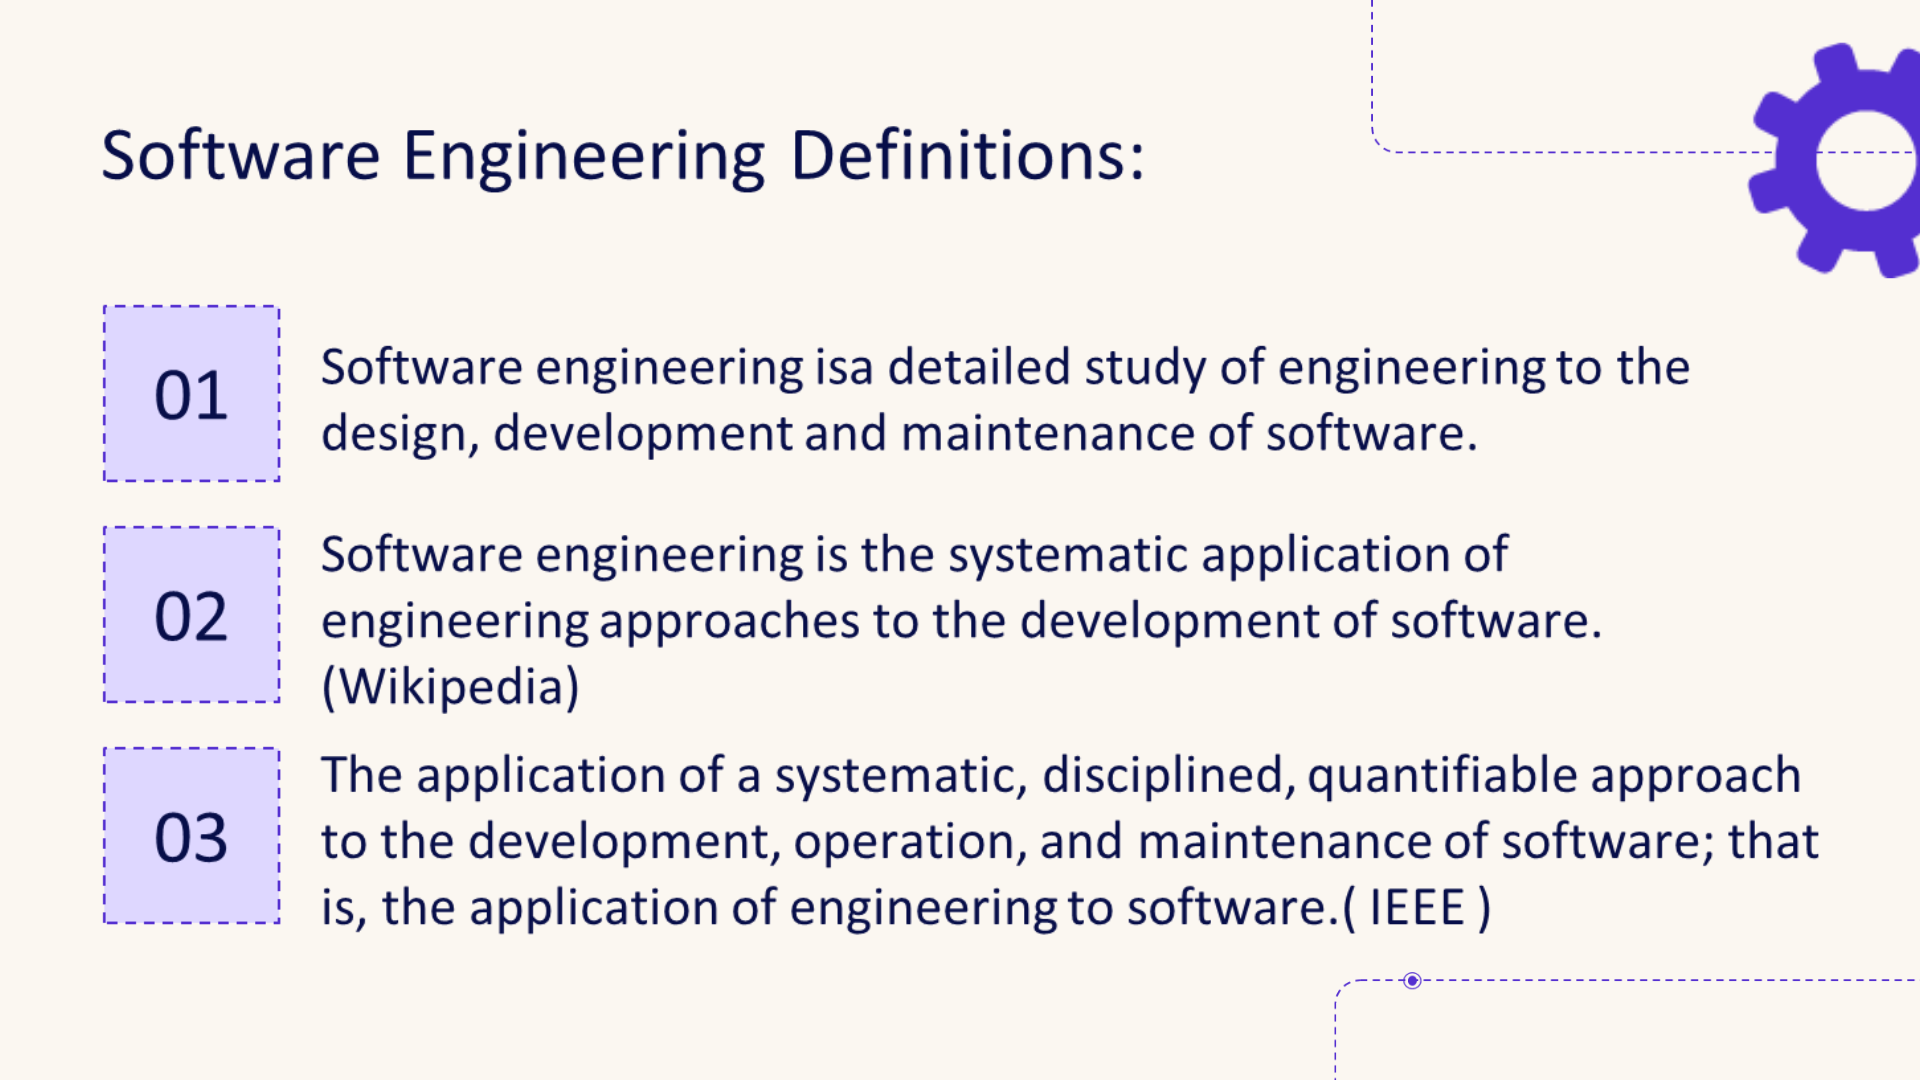 Software Engineering Definitions:
01
Software engineering isa detailed study of engineering to the
design, development and maintenance of software.
02
Software engineering is the systematic application of
engineering approaches to the development of software.
(Wikipedia)
03
The application of a systematic, disciplined, quantifiable approach
to the development, operation, and maintenance of software; that
is, the application of engineering to software.( IEEE )